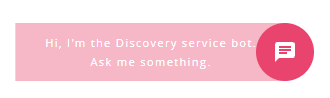 Hi, I'm the Discovery service bot.
Ask me something.